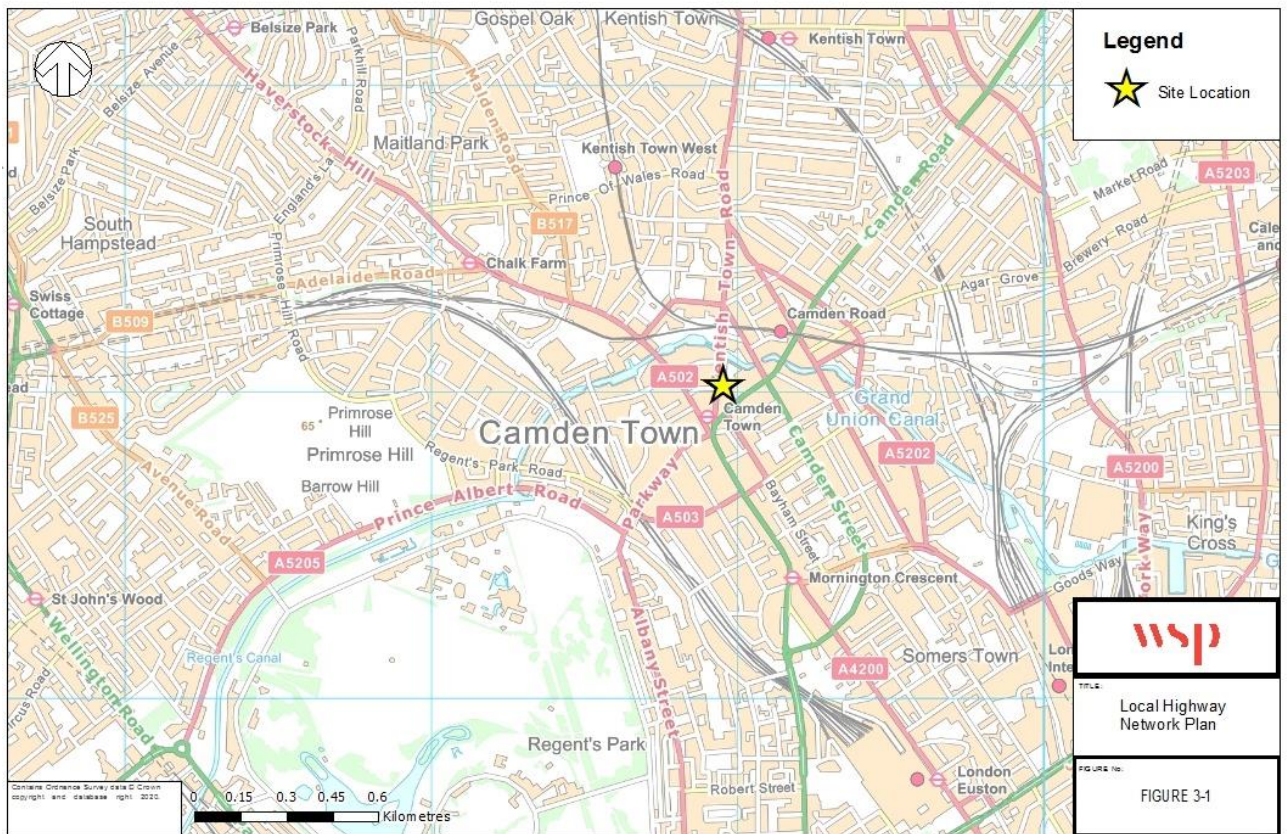 Gospel Oak
Kentish Town
Belsize Park
Kentish Town
Legend
Site Location
Belsize Avenue
Parkhill Road
Haverstock Hill
Malden Road
Maitland Park
Kentish Town West
Prince Of Wales Road
Camden Road
Market Road
A5203
Belsize Park
England's La
B517
Kentish Town Road
Brewery Road
South
Hampstead
Primrose Hill Road
Adelaide Road
Chalk Farm
Agar Grove
Swiss
Cottage
B509
Camden Road
A502
Grand
Union Canal
Camden
Town
B525
65
Primrose
Hill
Camden Town
Primrose Hill
Regent's Park Road
Barrow Hill
Camden Street
A5202
A5200
Avenue Road
Prince Albert Road
Parkway
A503
Bayham Street
King's
Cross
A5205
Mornington Crescent
Goods Way
York Way
St John's Wood
Wellington Road
Regent's Canal
Albany Street
A4200
Somers Town
wsp
TITLE:
Local Highway
Network Plan
Regent's Park
FIGURE No.
FIGURE 3-1
London
Euston
Robert Street
Contains Ordnance Survey data © Crown
copyright and database right 2020.
0 0.15 0.3 0.45 0.6
Kilometres